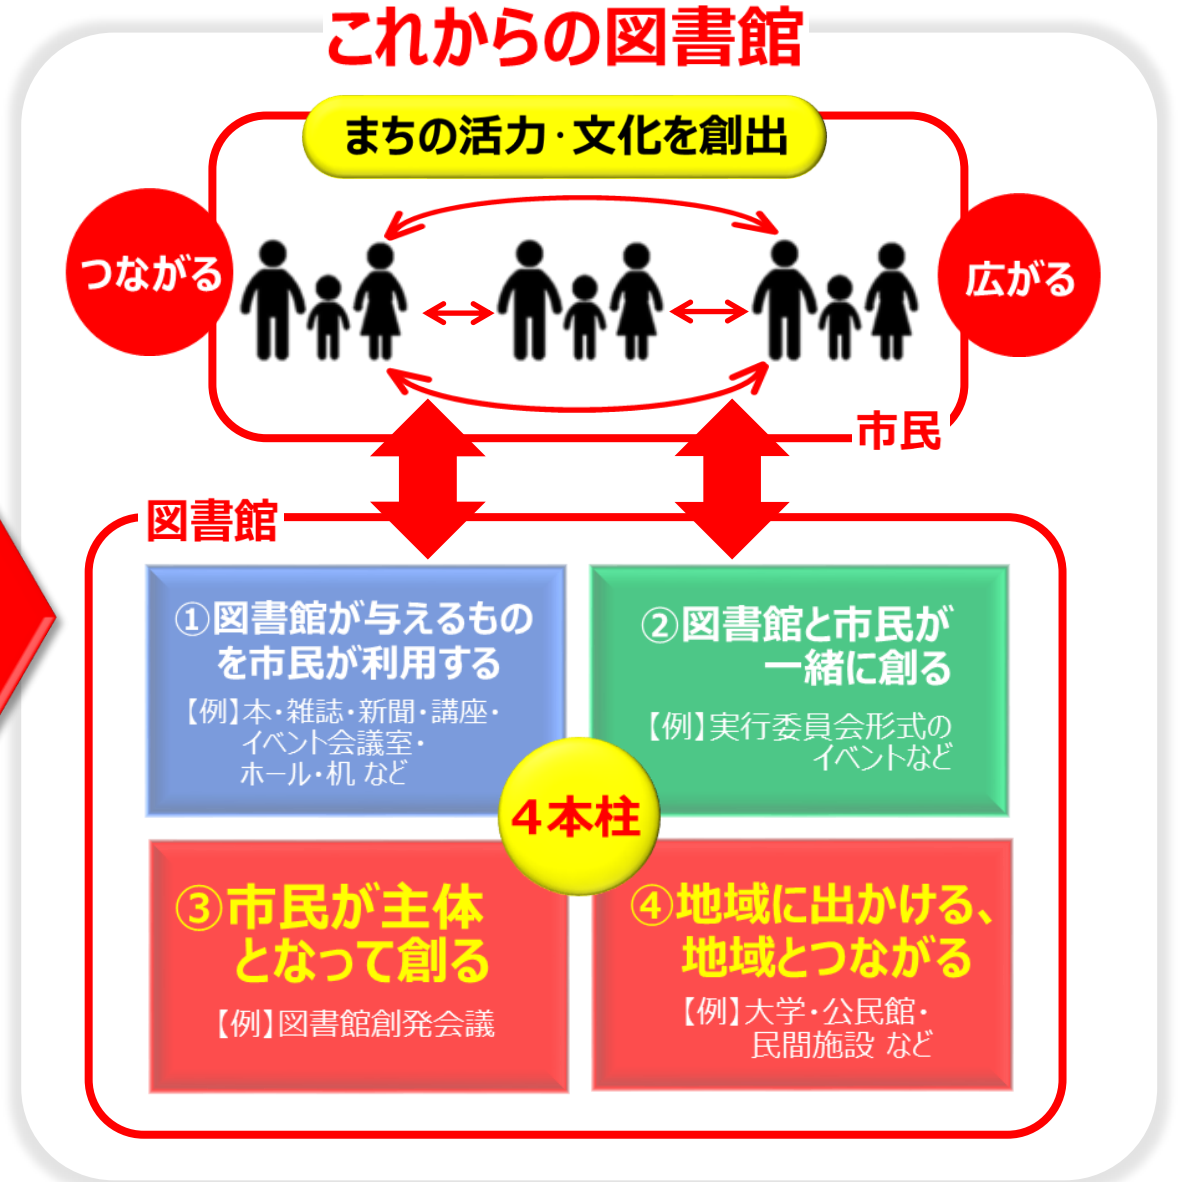 これからの図書館
まちの活力・文化を創出
つながる
広がる
市民
図書館
①図書館が与えるもの
を市民が利用する
【例】本・雑誌・新聞・講座・
イベント会議室・
ホール・机 など
②図書館と市民が
一緒に創る
【例】実行委員会形式の
イベントなど
4本柱
③市民が主体
となって創る
【例】図書館創発会議
④地域に出かける、
地域とつながる
【例】大学・公民館・
民間施設 など